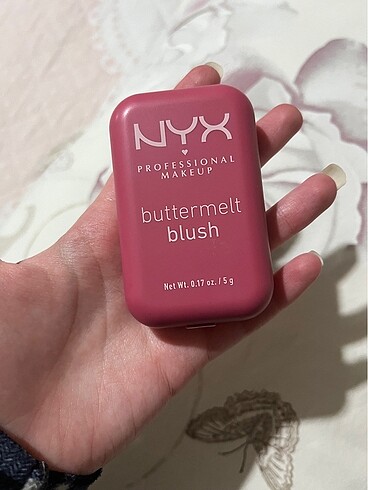 NYX
PROFESSIONAL
MAKEUP
buttermelt
blush
Net Wt. 0.17 oz. / 5 g